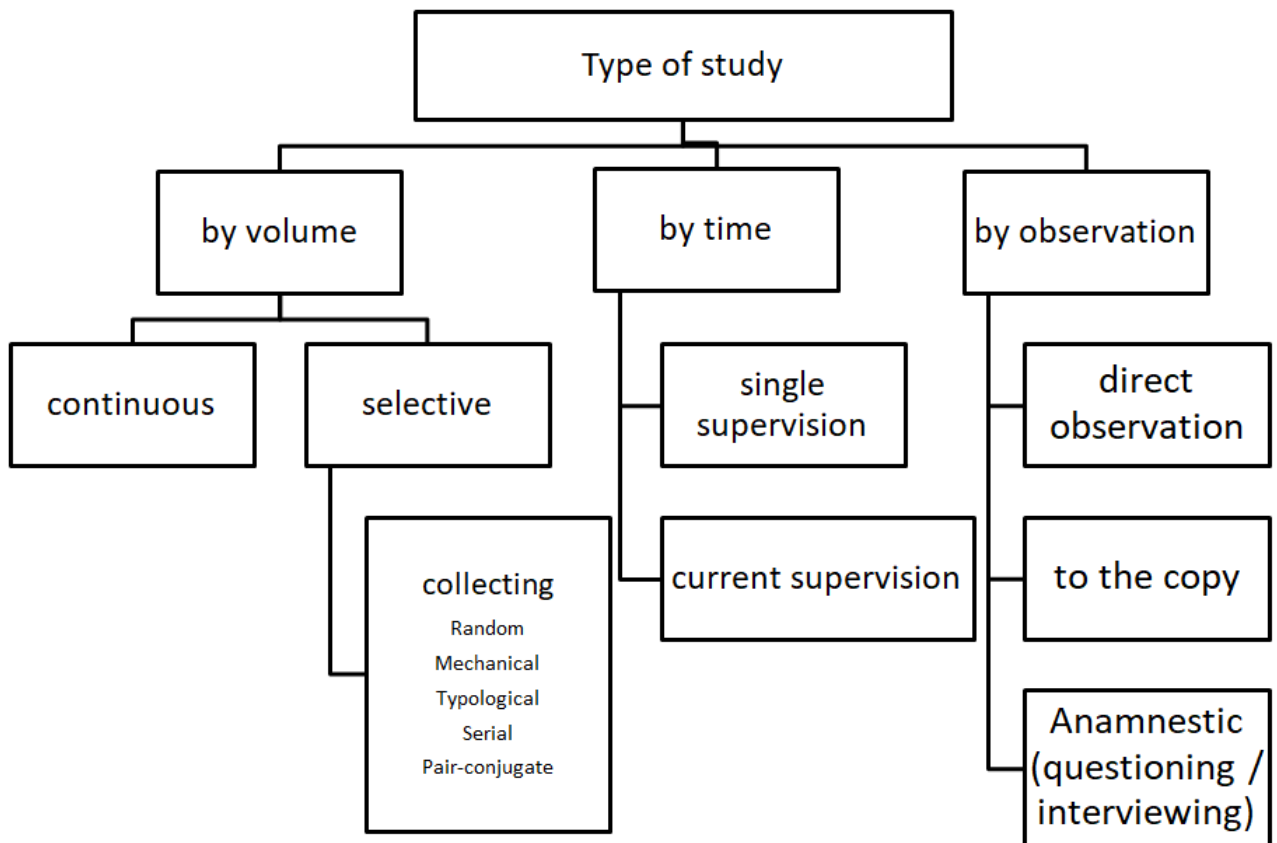 Type of study
by volume
by time
by observation
continuous
selective
single
supervision
direct
observation
collecting
Random
Mechanical
Typological
Serial
Pair-conjugate
current supervision
to the copy
Anamnestic
(questioning /
interviewing)